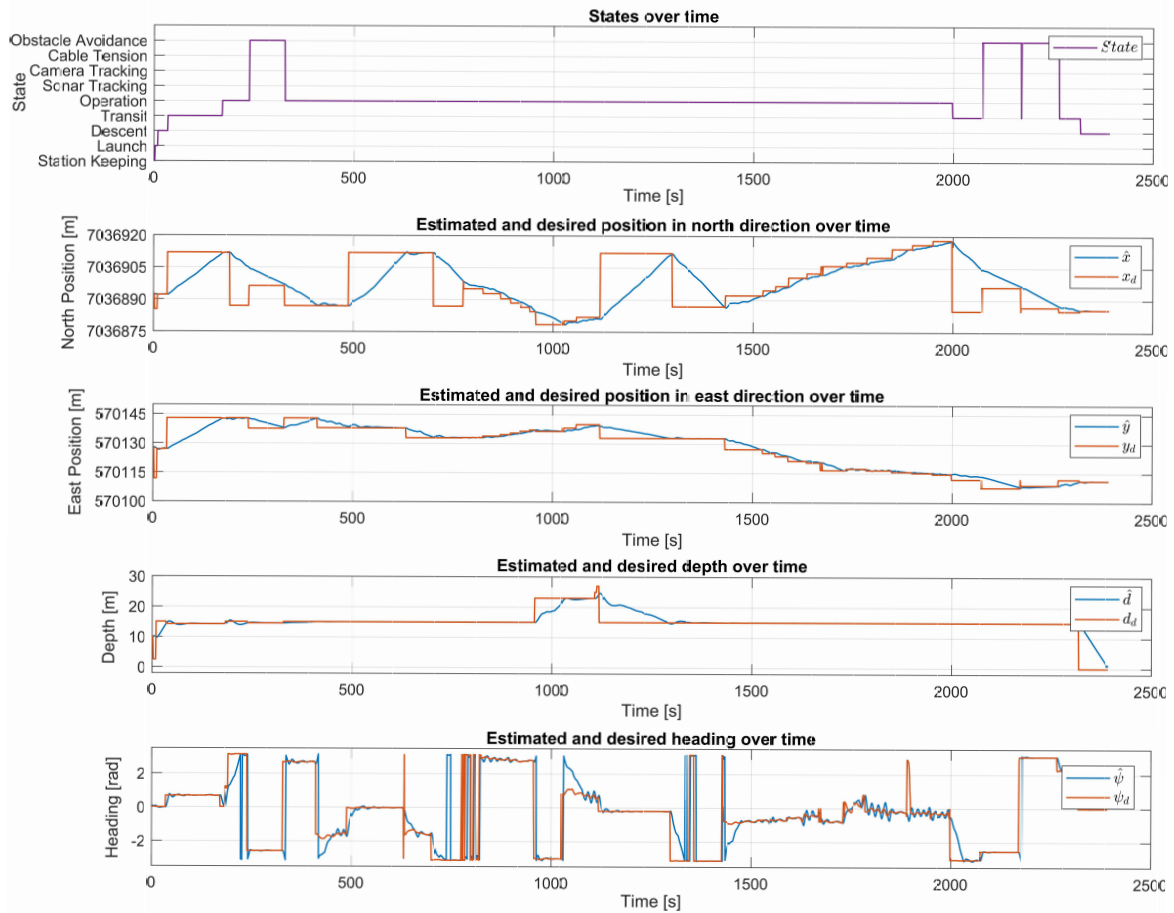 States over time
Obstacle Avoidance
Cable Tension
Camera Tracking
Sonar Tracking
Operation
Transit
Descent
Launch
Station Keeping
State
State
0 500 1000 1500 2000 2500
Time [s]
Estimated and desired position in north direction over time
7036920
7036905
7036890
7036875
North Position [m]
x̂
x_d
0 500 1000 1500 2000 2500
Time [s]
Estimated and desired position in east direction over time
570145
570130
570115
570100
East Position [m]
ŷ
y_d
0 500 1000 1500 2000 2500
Time [s]
Estimated and desired depth over time
30
20
10
0
Depth [m]
d̂
d_d
0 500 1000 1500 2000 2500
Time [s]
Estimated and desired heading over time
2
0
-2
Heading [rad]
ψ̂
ψ_d
0 500 1000 1500 2000 2500
Time [s]